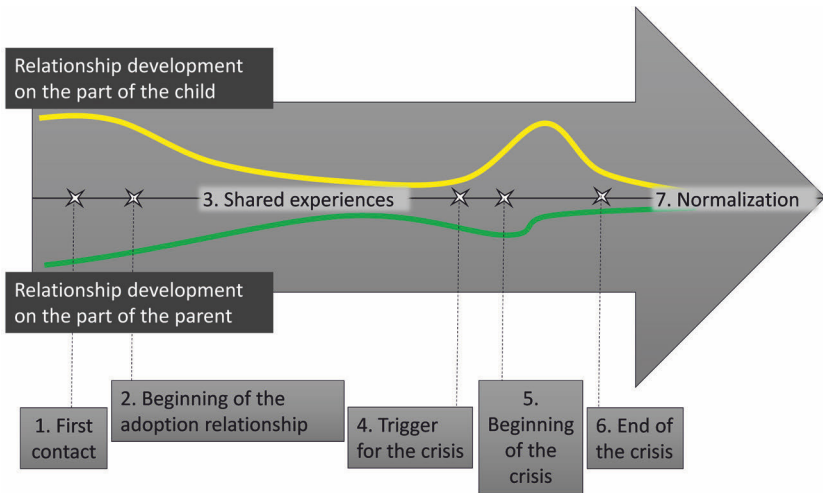 Relationship development
on the part of the child
3. Shared experiences
7. Normalization
Relationship development
on the part of the parent
1. First
contact
2. Beginning of the
adoption relationship
4. Trigger
for the crisis
5.
Beginning
of the
crisis
6. End of
the crisis